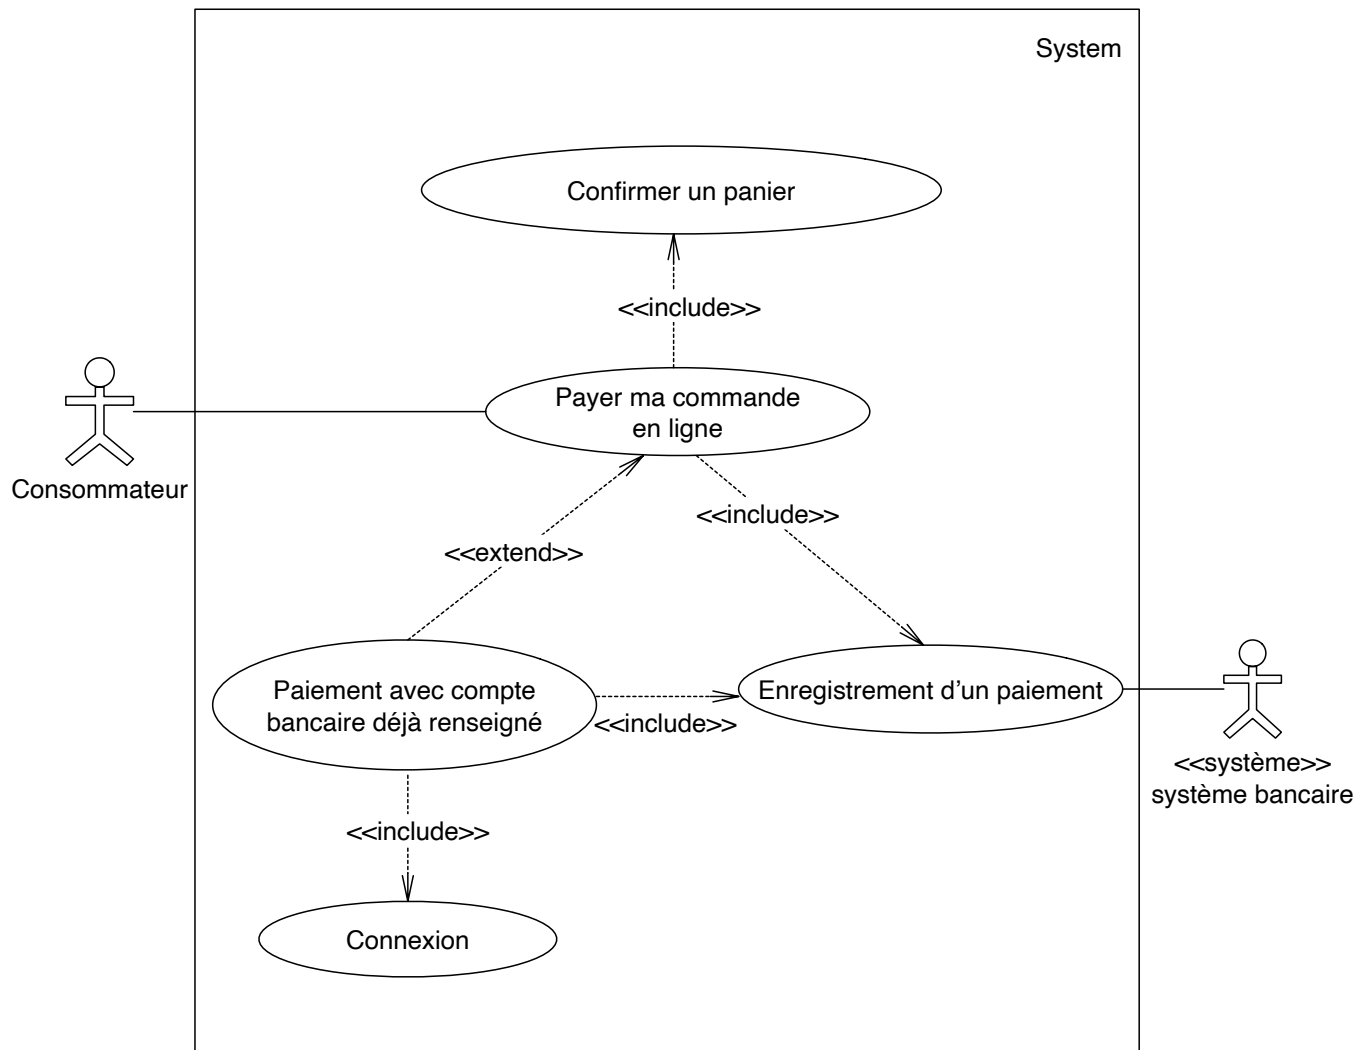 System
Confirmer un panier
<<include>>
Payer ma commande
en ligne
Consommateur
<<include>>
<<extend>>
Paiement avec compte
bancaire déjà renseigné
<<include>>
Enregistrement d'un paiement
<<système>>
système bancaire
<<include>>
Connexion